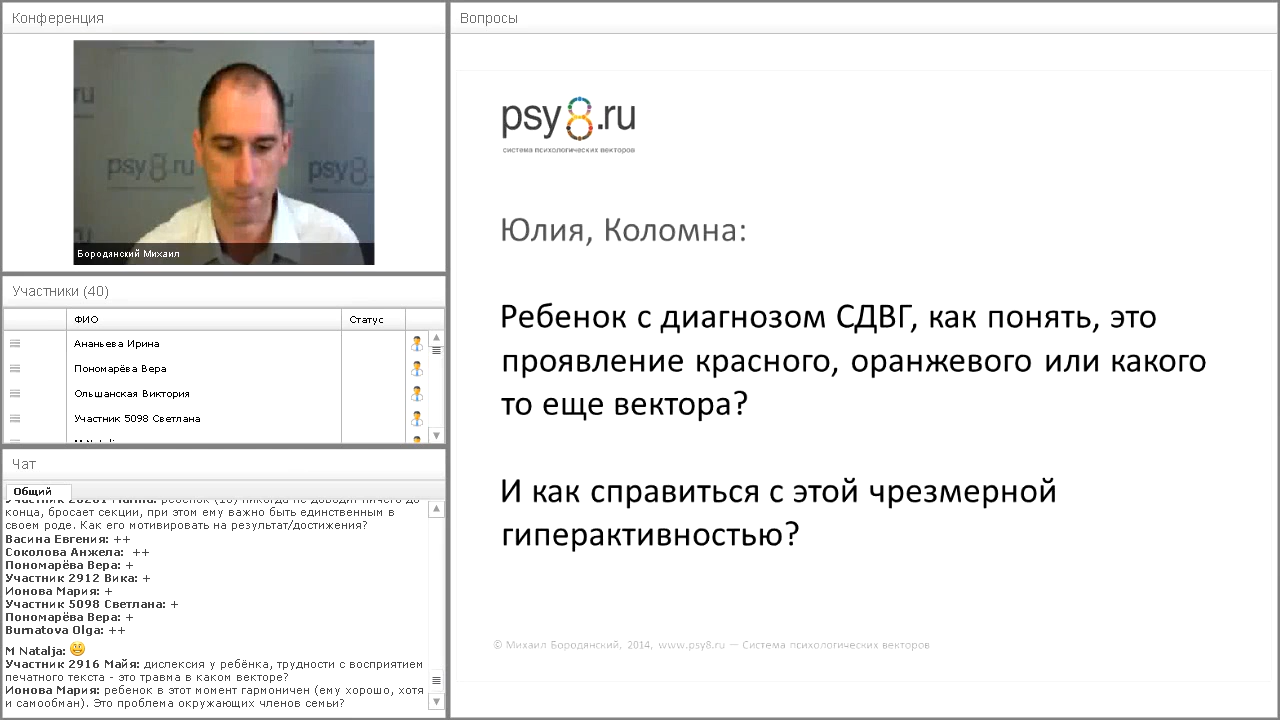 Конференция
ru
psy8.ru
psy8.
Бородянский Михаил
Участники (40)
ФИО
Статус
Ананьева Ирина
Пономарёва Вера
Ольшанская Виктория
Участник 5098 Светлана
M Natalja
Чат
Общий
конца, бросает секции, при этом ему важно быть единственным в
своем роде. Как его мотивировать на результат/достижения?
Васина Евгения: ++
Соколова Анжела: ++
Пономарёва Вера: +
Участник 2912 Вика: +
Ионова Мария: +
Участник 5098 Светлана: +
Пономарёва Вера: +
Burnatova Olga: ++
M Natalja:
Участник 2916 Майя: дислексия у ребёнка, трудности с восприятием
печатного текста - это травма в каком векторе?
Ионова Мария: ребенок в этот момент гармоничен (ему хорошо, хотя
и самообман). Это проблема окружающих членов семьи?
Вопросы
psy8.ru
система психологических векторов
Юлия, Коломна:
Ребенок с диагнозом СДВГ, как понять, это
проявление красного, оранжевого или какого
то еще вектора?
И как справиться с этой чрезмерной
гиперактивностью?
© Михаил Бородянский, 2014, www.psy8.ru — Система психологических векторов